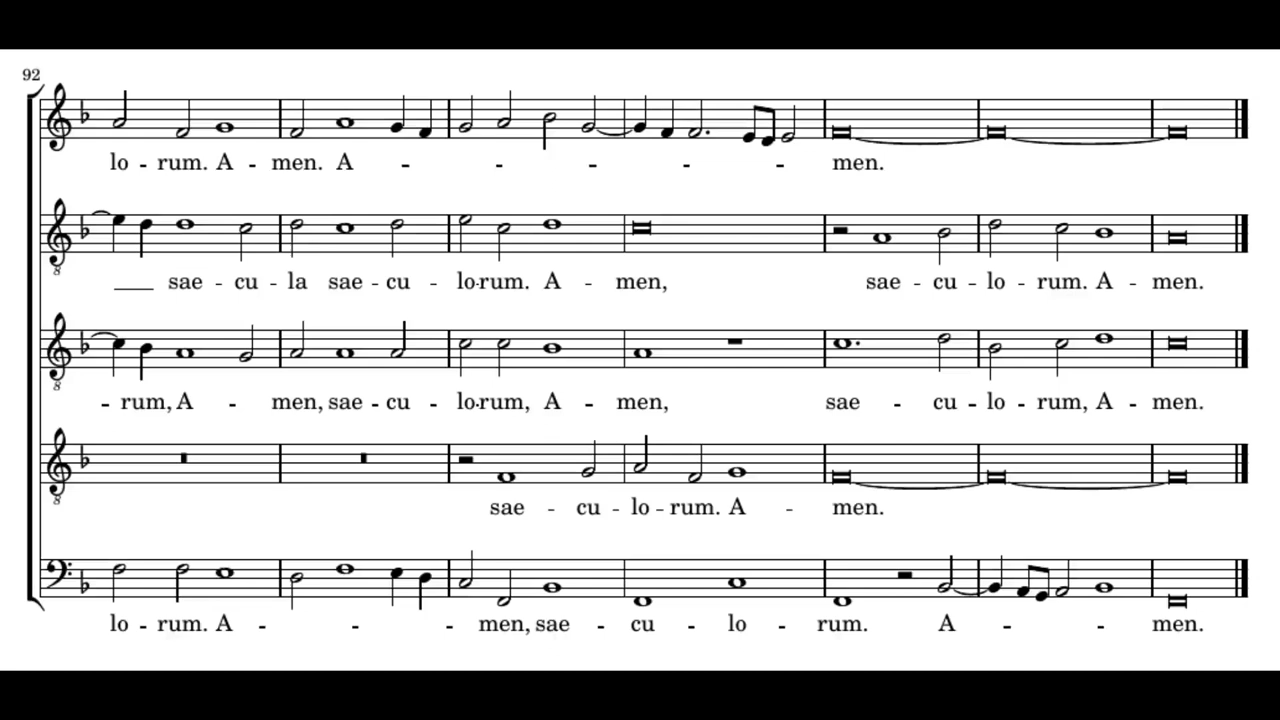 92
lo - rum. A - men. A - - - - - men.
sae - cu - la sae - cu - lo - rum. A - men, sae - cu - lo - rum. A - men.
- rum, A - men, sae - cu - lo - rum, A - men, sae - cu - lo - rum, A - men.
sae - cu - lo - rum. A - men.
lo - rum. A - - - men, sae - cu - lo - rum. A - - - men.